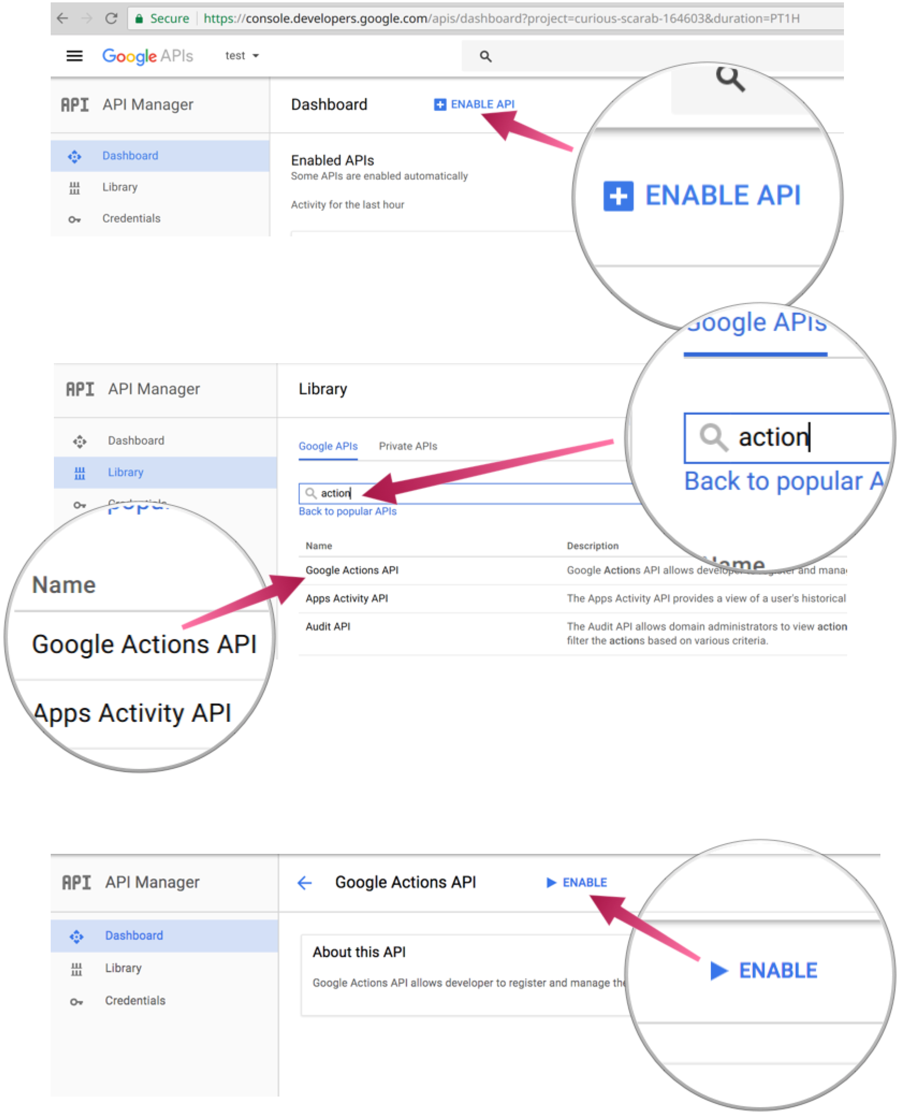 Secure https://console.developers.google.com/apis/dashboard?project=curious-scarab-164603&duration=PT1H
Google APIs test
API API Manager Dashboard ENABLE API
Dashboard
Library
Credentials
Enabled APIs
Some APIs are enabled automatically
Activity for the last hour
ENABLE API
Google APIs
action
Back to popular A
Name
API API Manager Library
Dashboard
Library
Credentials
Google APIs Private APIs
action
Back to popular APIs
Name Description
Google Actions API Google Actions API allows developer to register and mana
Apps Activity API The Apps Activity API provides a view of a user's historical
Audit API The Audit API allows domain administrators to view action
filter the actions based on various criteria.
popul
Name
Google Actions API
Apps Activity API
API API Manager Google Actions API ENABLE
Dashboard
Library
Credentials
About this API
Google Actions API allows developer to register and manage the
ENABLE